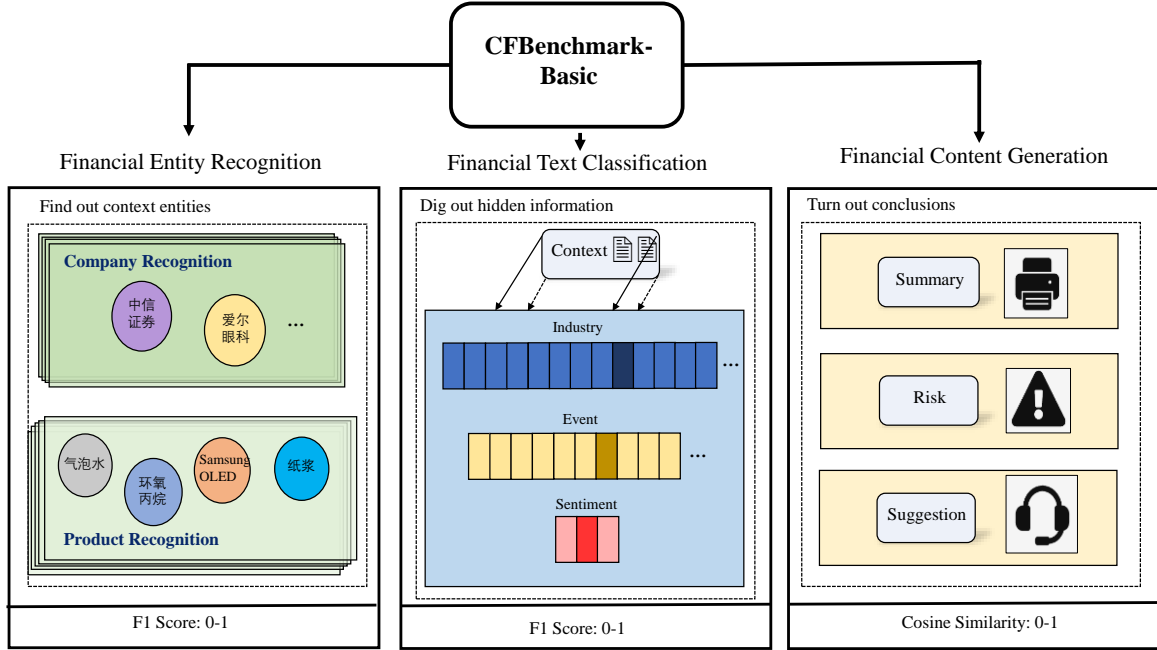 CFBenchmark-
Basic
Financial Entity Recognition
Financial Text Classification
Financial Content Generation
Find out context entities
Company Recognition
中信
证券
爱尔
眼科
...
气泡水
环氧
丙烷
Samsung
OLED
纸浆
Product Recognition
F1 Score: 0-1
Dig out hidden information
Context
Industry
...
Event
...
Sentiment
F1 Score: 0-1
Turn out conclusions
Summary
Risk
Suggestion
Cosine Similarity: 0-1